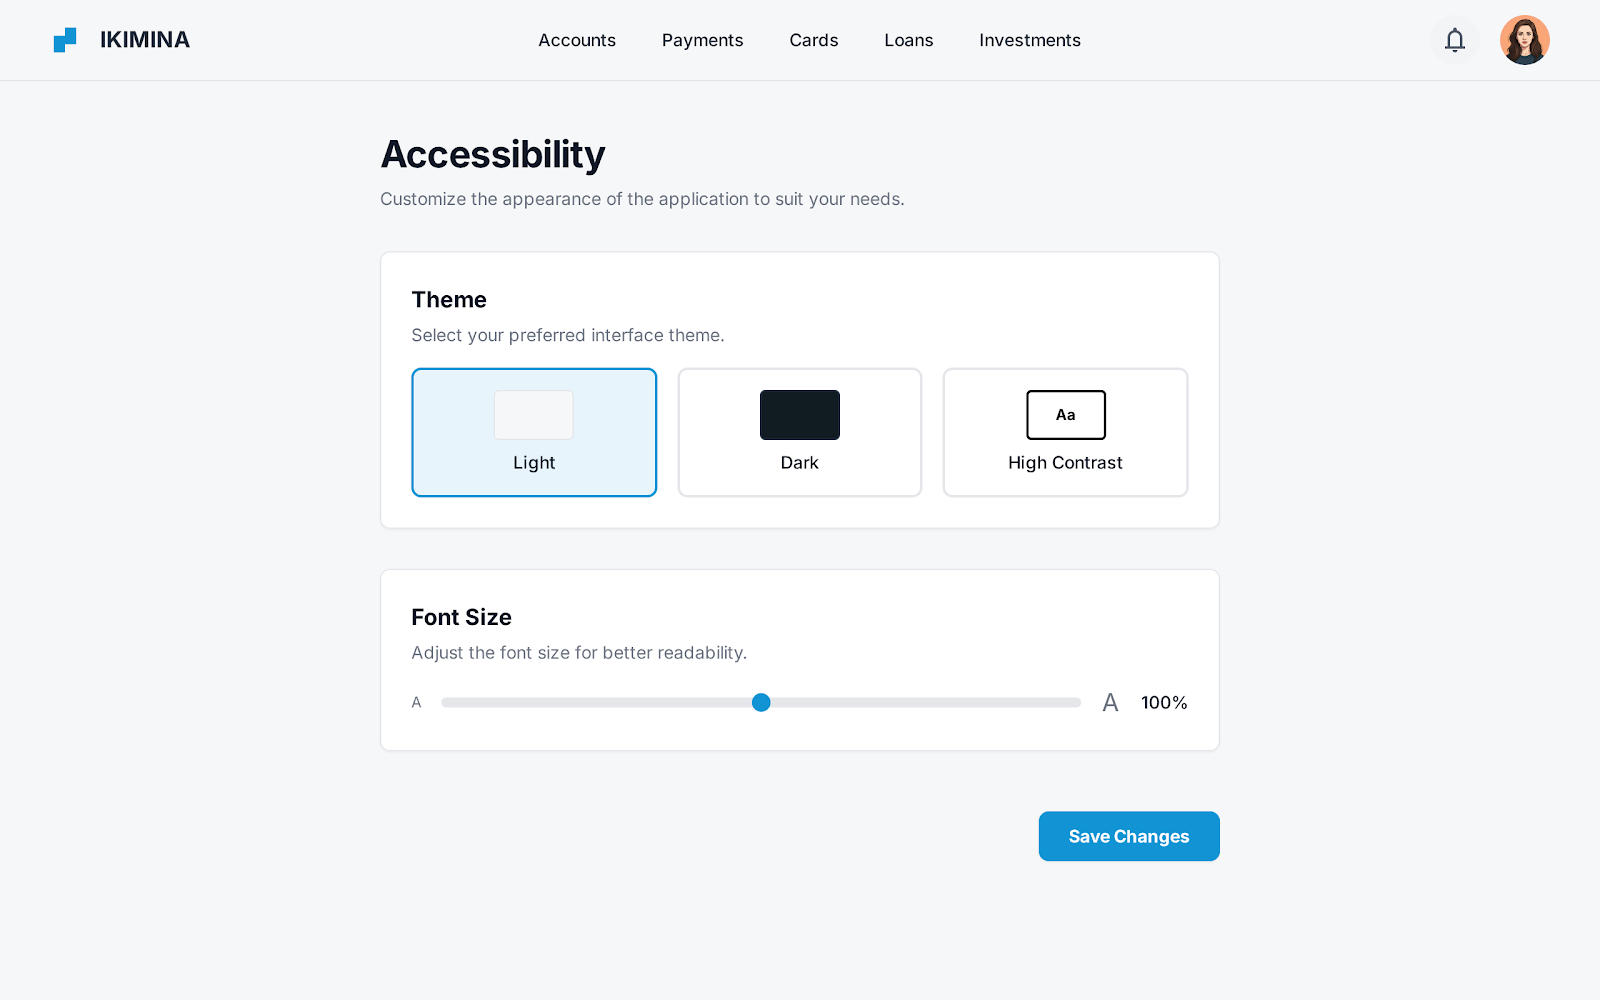 IKIMINA
Accounts
Payments
Cards
Loans
Investments
Accessibility
Customize the appearance of the application to suit your needs.
Theme
Select your preferred interface theme.
Light
Dark
Aa
High Contrast
Font Size
Adjust the font size for better readability.
A
A
100%
Save Changes